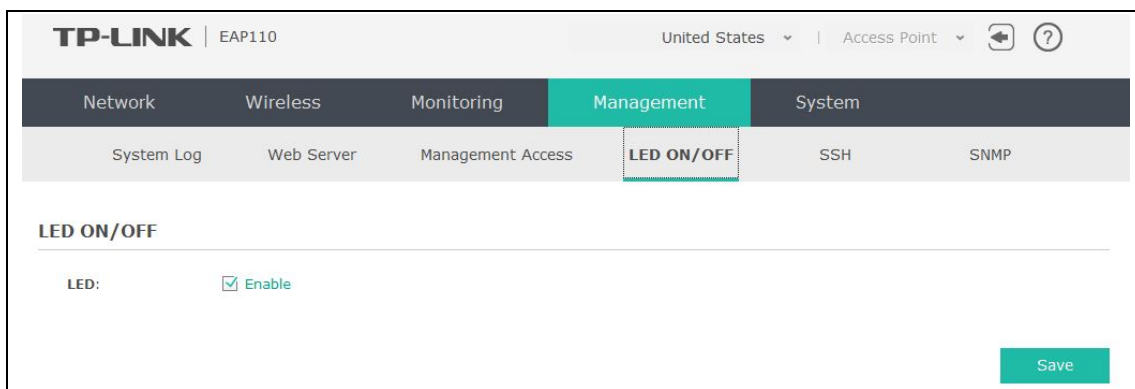 TP-LINK | EAP110 United States | Access Point ?
Network Wireless Monitoring Management System
System Log Web Server Management Access LED ON/OFF SSH SNMP
LED ON/OFF
LED: Enable
Save